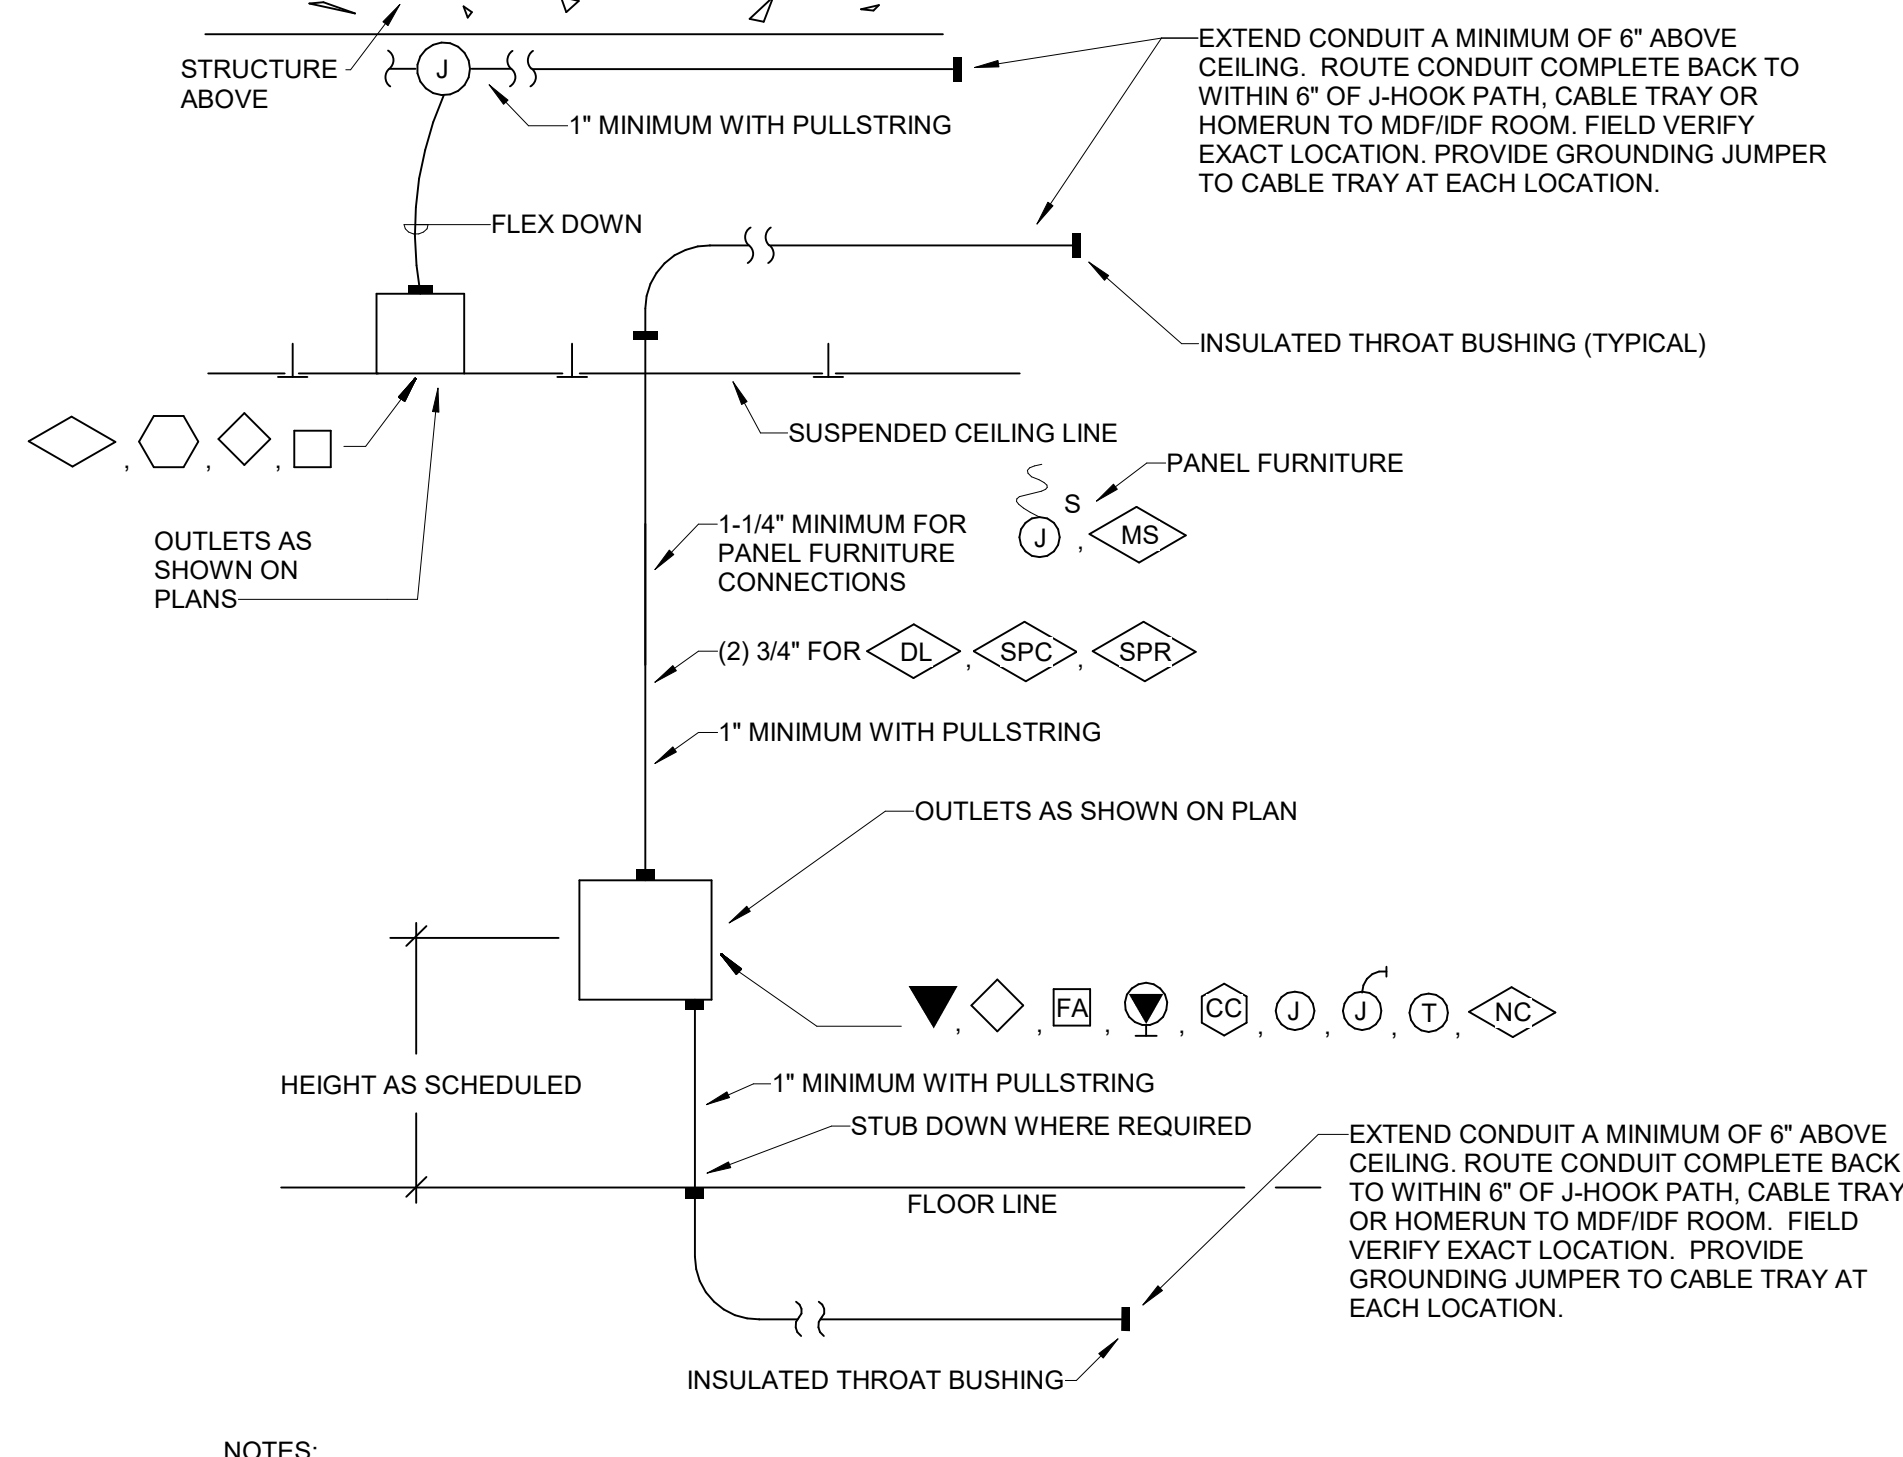 STRUCTURE
ABOVE
J
1" MINIMUM WITH PULLSTRING
EXTEND CONDUIT A MINIMUM OF 6" ABOVE
CEILING. ROUTE CONDUIT COMPLETE BACK TO
WITHIN 6" OF J-HOOK PATH, CABLE TRAY OR
HOMERUN TO MDF/IDF ROOM. FIELD VERIFY
EXACT LOCATION. PROVIDE GROUNDING JUMPER
TO CABLE TRAY AT EACH LOCATION.
FLEX DOWN
INSULATED THROAT BUSHING (TYPICAL)
, , ,
SUSPENDED CEILING LINE
PANEL FURNITURE
S
J , MS
OUTLETS AS
SHOWN ON
PLANS
1-1/4" MINIMUM FOR
PANEL FURNITURE
CONNECTIONS
(2) 3/4" FOR DL , SPC , SPR
1" MINIMUM WITH PULLSTRING
OUTLETS AS SHOWN ON PLAN
, , FA , , CC , J , J , T , NC
HEIGHT AS SCHEDULED
1" MINIMUM WITH PULLSTRING
STUB DOWN WHERE REQUIRED
FLOOR LINE
EXTEND CONDUIT A MINIMUM OF 6" ABOVE
CEILING. ROUTE CONDUIT COMPLETE BACK
TO WITHIN 6" OF J-HOOK PATH, CABLE TRAY
OR HOMERUN TO MDF/IDF ROOM. FIELD
VERIFY EXACT LOCATION. PROVIDE
GROUNDING JUMPER TO CABLE TRAY AT
EACH LOCATION.
INSULATED THROAT BUSHING
NOTES: